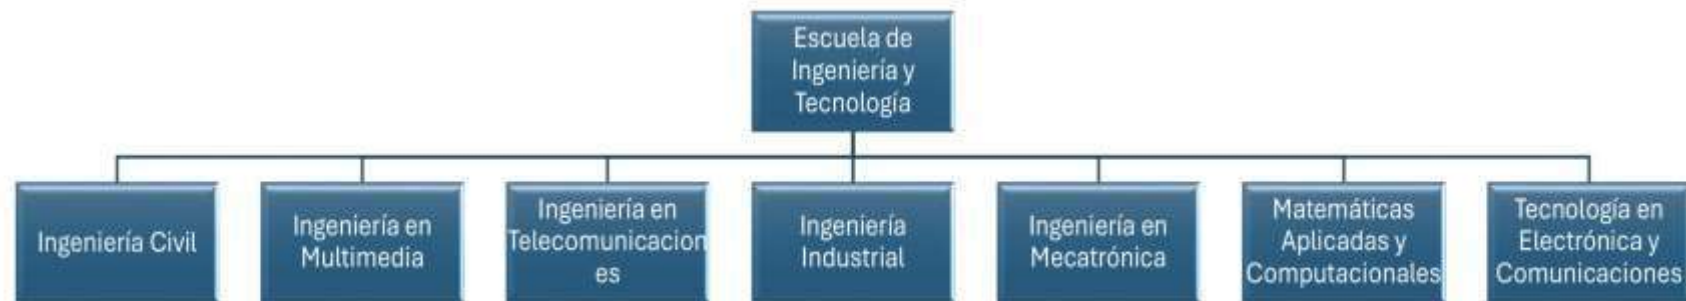 Escuela de
Ingeniería y
Tecnología
Ingeniería Civil
Ingeniería en
Multimedia
Ingeniería en
Telecomunicacion
es
Ingeniería
Industrial
Ingeniería en
Mecatrónica
Matemáticas
Aplicadas y
Computacionales
Tecnología en
Electrónica y
Comunicaciones